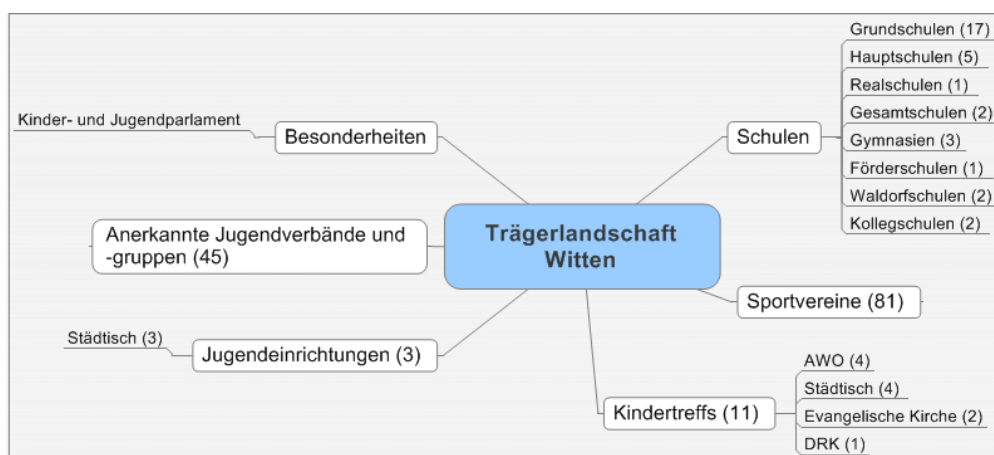 Trägerlandschaft
Witten
Besonderheiten
Kinder- und Jugendparlament
Anerkannte Jugendverbände und
-gruppen (45)
Jugendeinrichtungen (3)
Städtisch (3)
Schulen
Grundschulen (17)
Hauptschulen (5)
Realschulen (1)
Gesamtschulen (2)
Gymnasien (3)
Förderschulen (1)
Waldorfschulen (2)
Kollegschulen (2)
Sportvereine (81)
Kindertreffs (11)
AWO (4)
Städtisch (4)
Evangelische Kirche (2)
DRK (1)